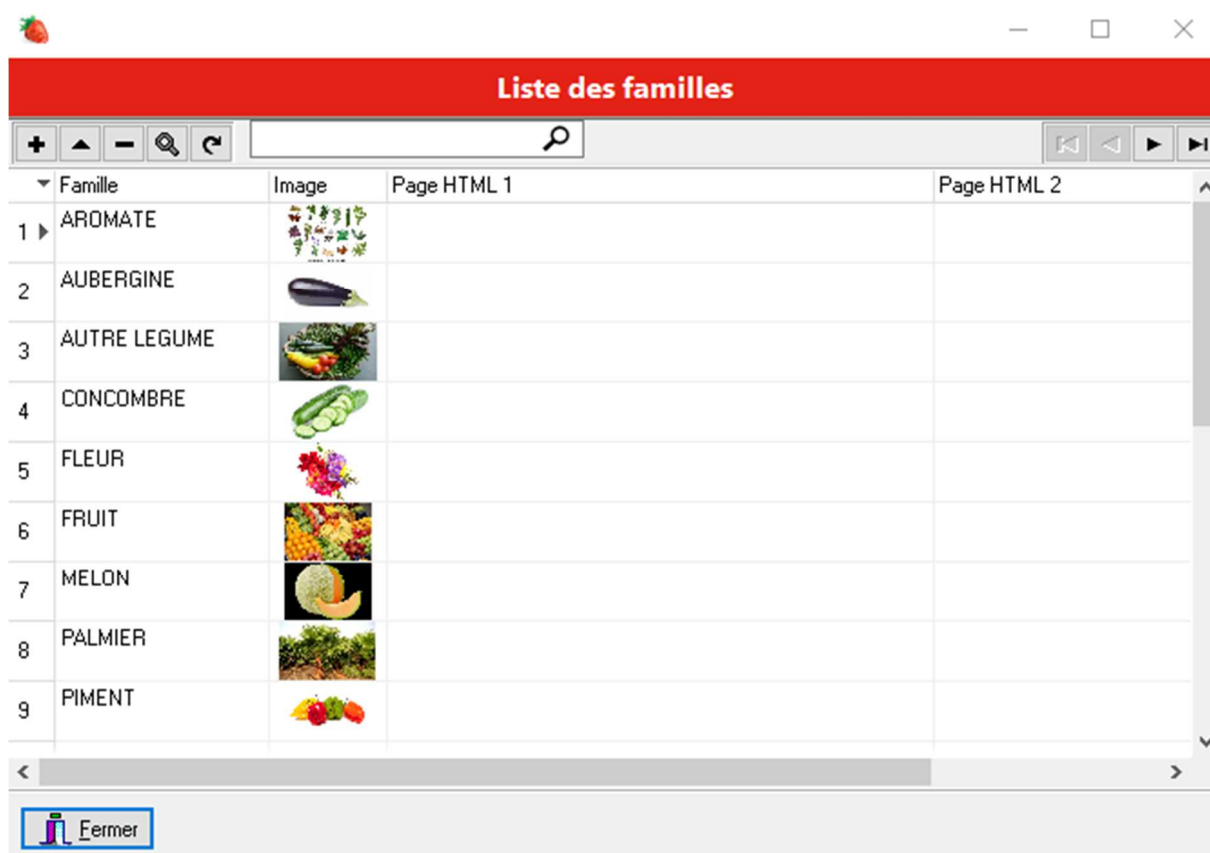 Liste des familles
Famille Image Page HTML 1 Page HTML 2
1 AROMATE
2 AUBERGINE
3 AUTRE LEGUME
4 CONCOMBRE
5 FLEUR
6 FRUIT
7 MELON
8 PALMIER
9 PIMENT
Fermer